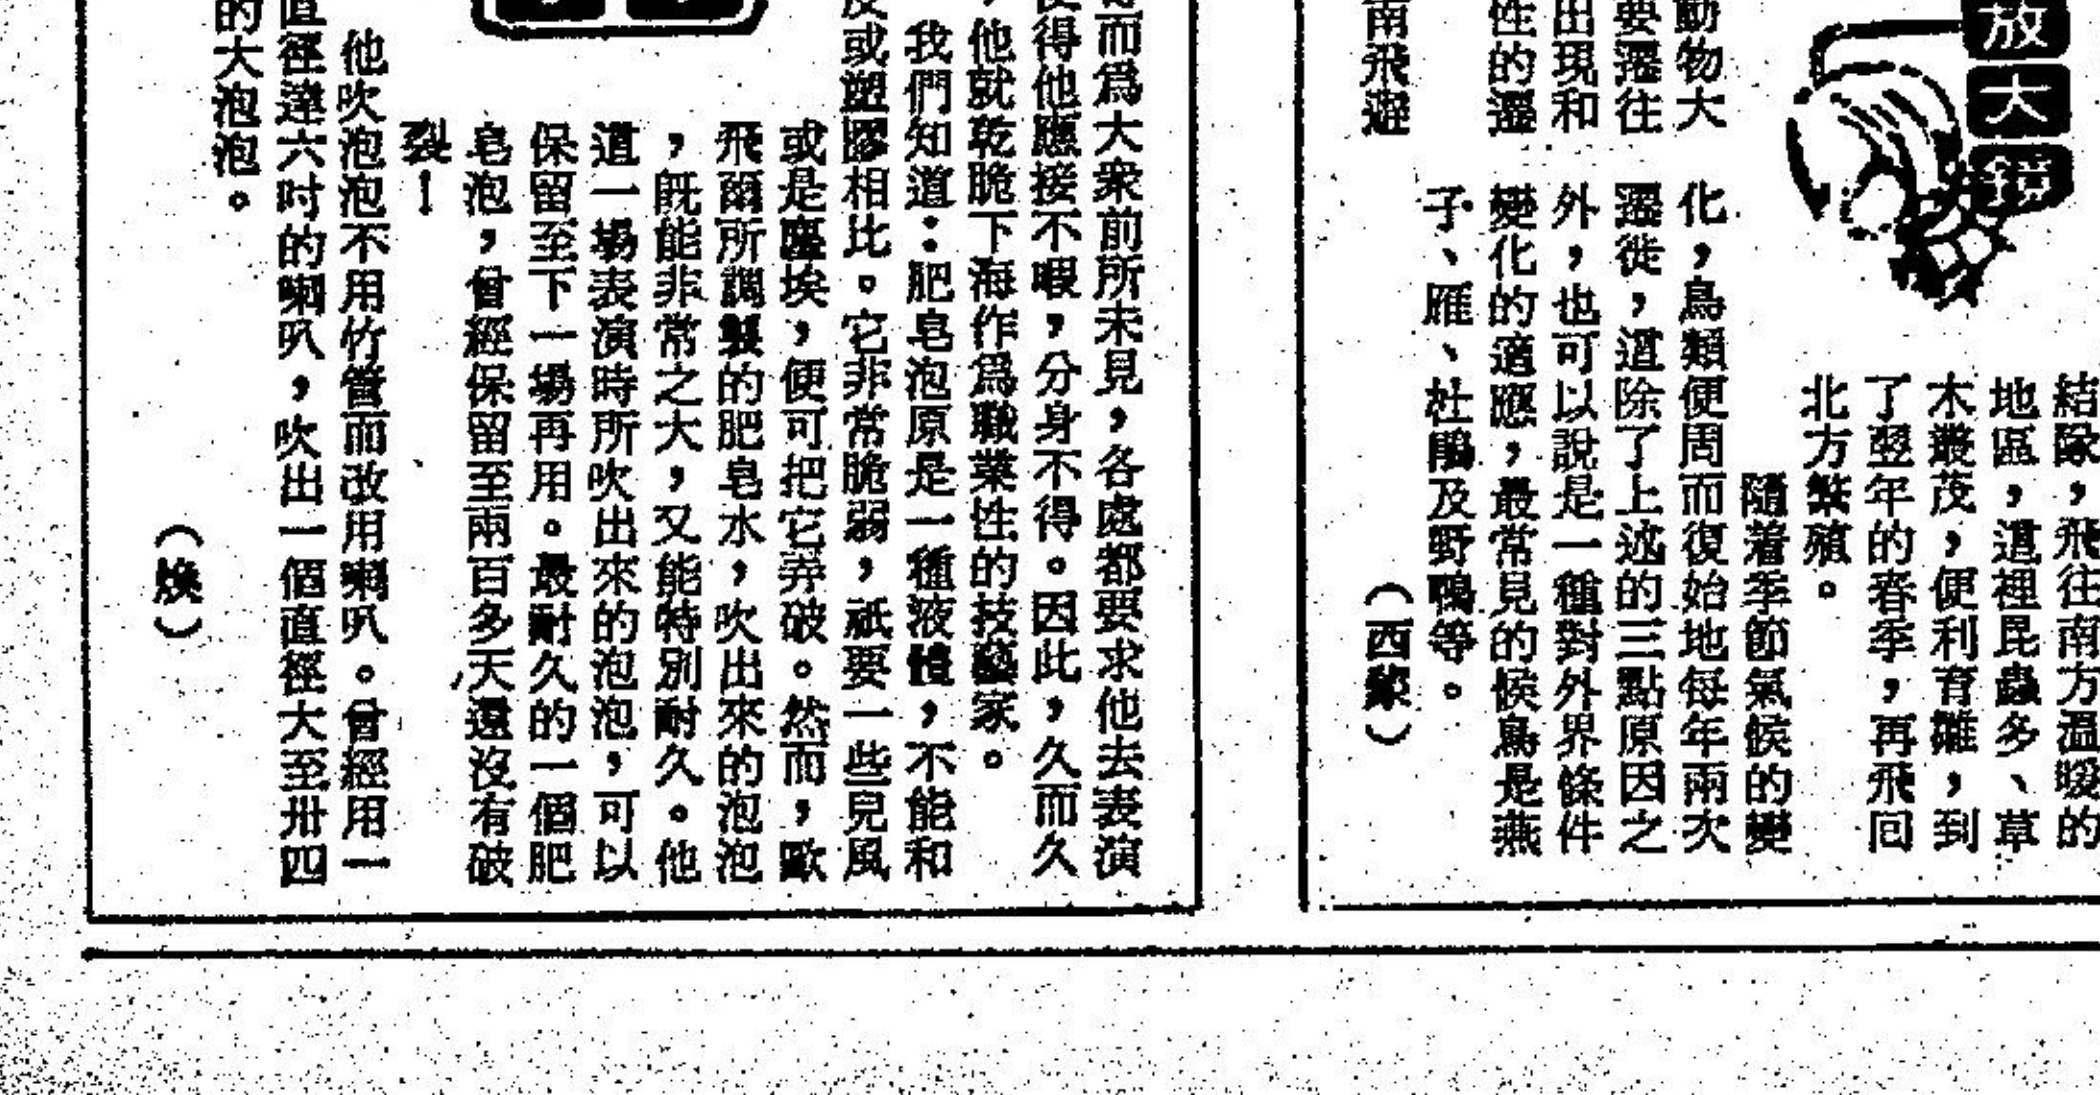 放大鏡
結隊，飛往南方溫暖的
地區，這裡昆蟲多、草
木叢茂，便利育雛，到
了翌年的春季，再飛回
北方繁殖。
隨着季節氣候的變
動物大
化，鳥類便周而復始地每年兩次
要遷往
遷徙，這除了上述的三點原因之
出現和
外，也可以說是一種對外界條件
性的遷
變化的適應，最常見的候鳥是燕
子、雁、杜鵑及野鴨等。
南飛避
（西黎）
而爲大衆前所未見，各處都要求他去表演
使得他應接不暇，分身不得。因此，久而久
，他就乾脆下海作爲職業性的技藝家。
我們知道：肥皂泡原是一種液體，不能和
皮或塑膠相比。它非常脆弱，祇要一些兒風
或是塵埃，便可把它弄破。然而，歐
飛爾所調製的肥皂水，吹出來的泡泡
，旣能非常之大，又能特別耐久。他
道一場表演時所吹出來的泡泡，可以
保留至下一場再用。最耐久的一個肥
皂泡，曾經保留至兩百多天還沒有破
裂！
他吹泡泡不用竹管而改用喇叭。曾經用一
直徑達六吋的喇叭，吹出一個直徑大至卅四
的大泡泡。
（煥）